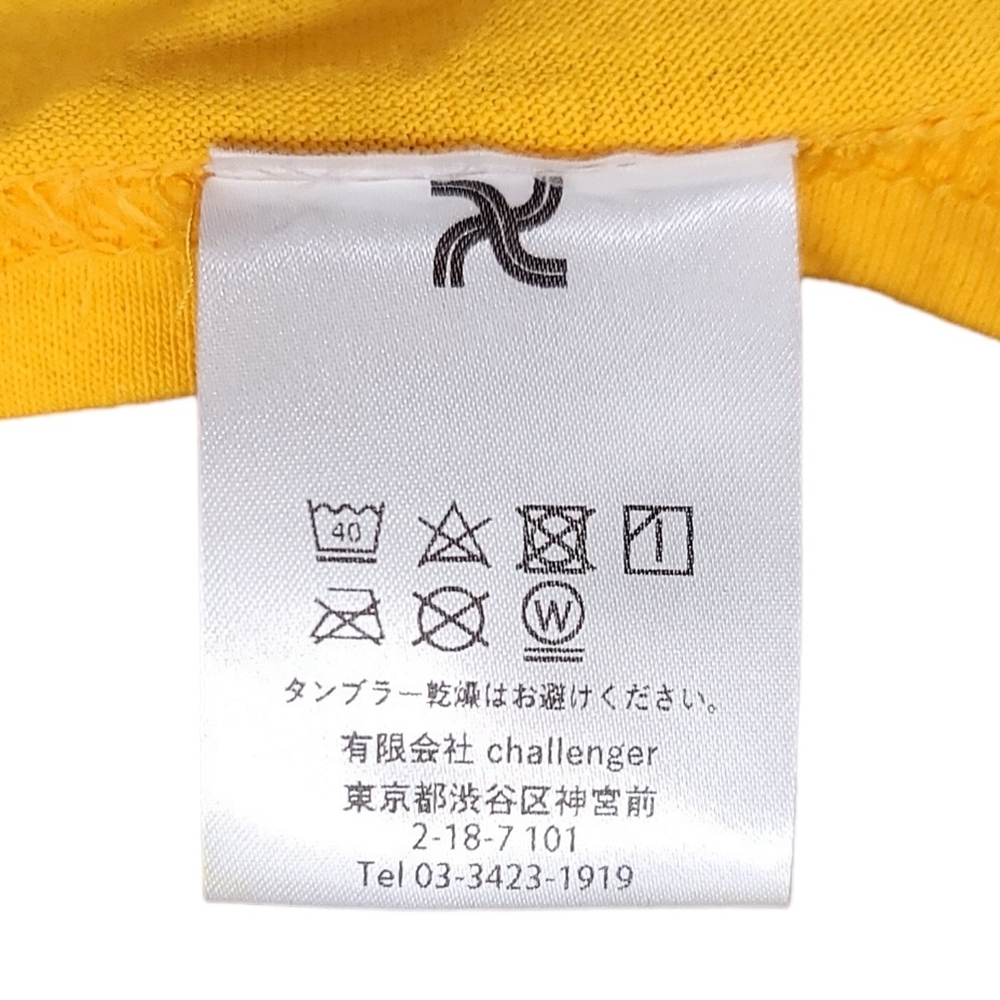 40
W
タンブラー乾燥はお避けください。
有限会社 challenger
東京都渋谷区神宮前
2-18-7 101
Tel 03-3423-1919